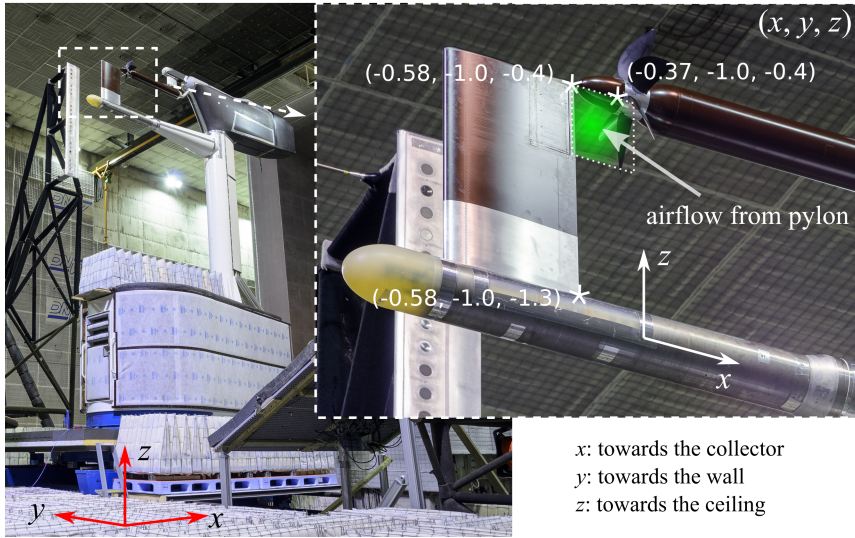 (x, y, z)
(-0.58, -1.0, -0.4)
(-0.37, -1.0, -0.4)
airflow from pylon
z
(-0.58, -1.0, -1.3)
x
x: towards the collector
y: towards the wall
z: towards the ceiling
z
y
x